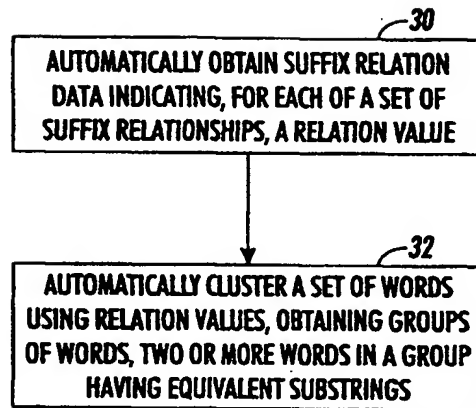 30
AUTOMATICALLY OBTAIN SUFFIX RELATION
DATA INDICATING, FOR EACH OF A SET OF
SUFFIX RELATIONSHIPS, A RELATION VALUE
32
AUTOMATICALLY CLUSTER A SET OF WORDS
USING RELATION VALUES, OBTAINING GROUPS
OF WORDS, TWO OR MORE WORDS IN A GROUP
HAVING EQUIVALENT SUBSTRINGS